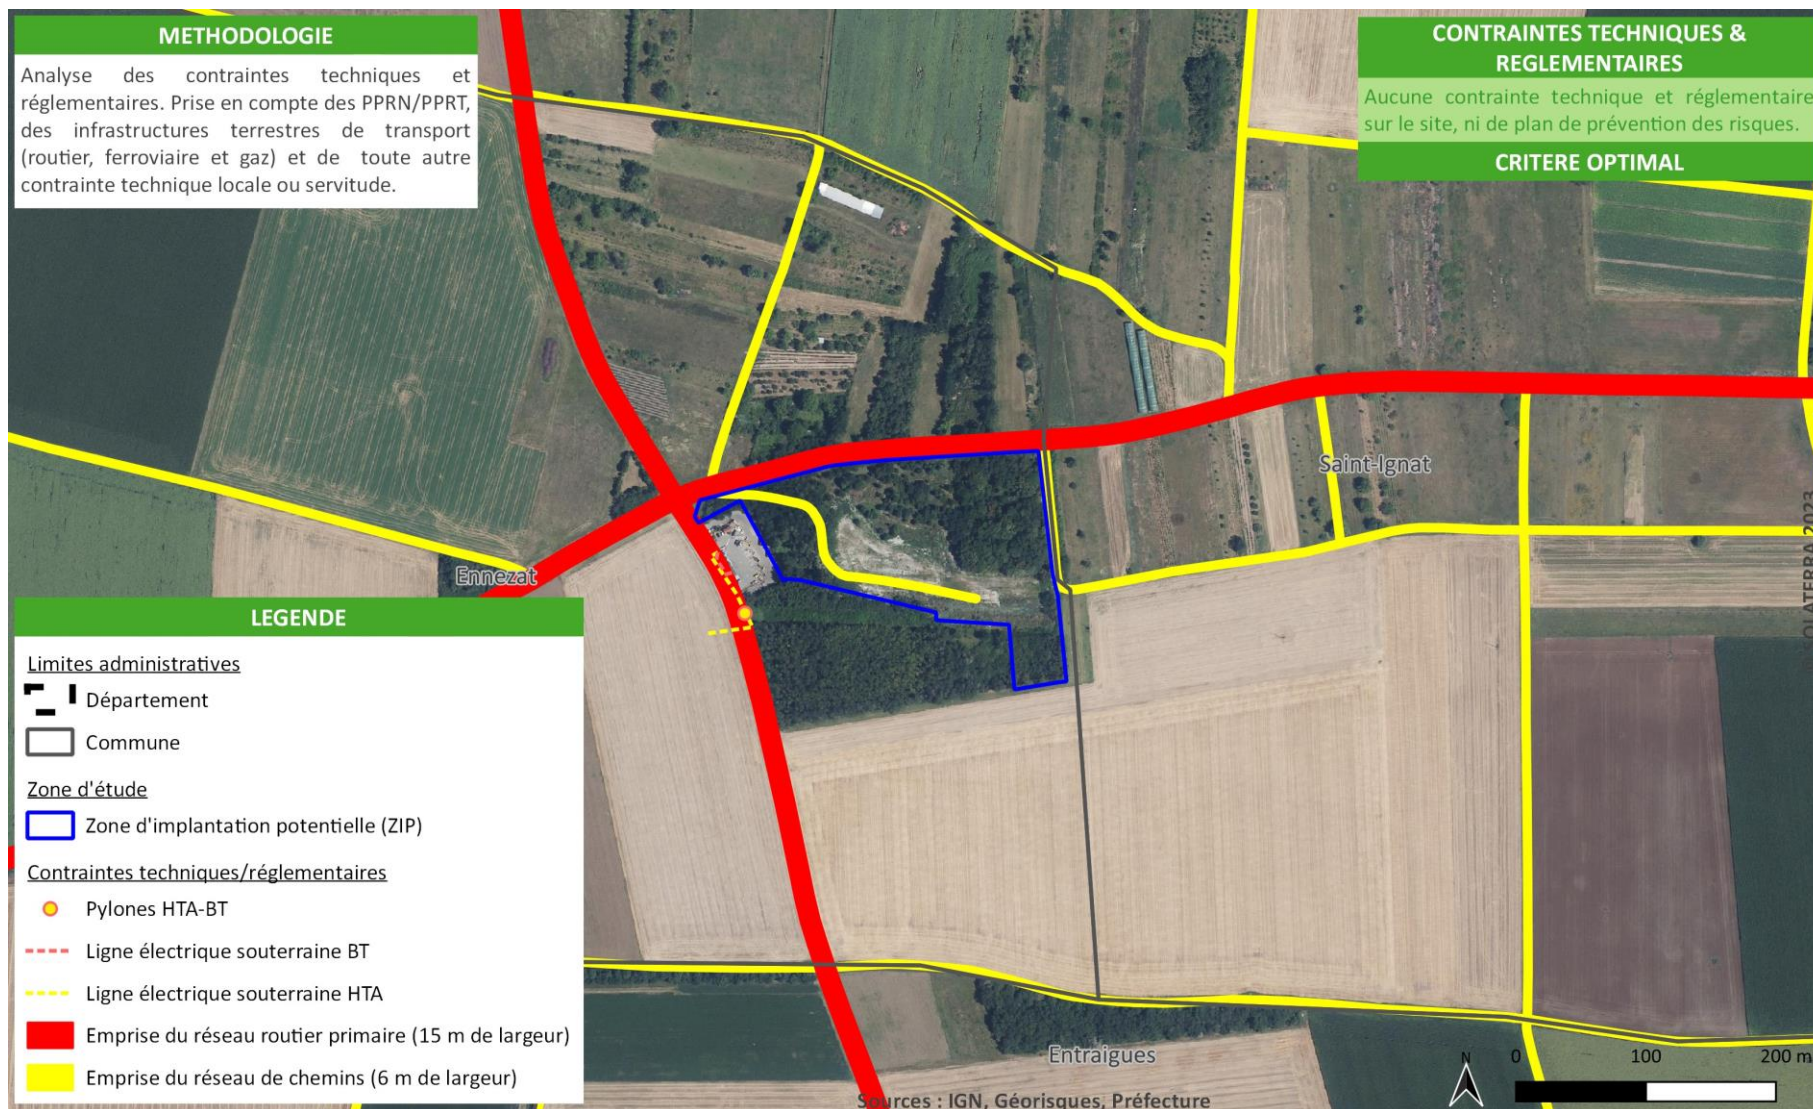 METHODOLOGIE
Analyse des contraintes techniques et
réglementaires. Prise en compte des PPRN/PPRT,
des infrastructures terrestres de transport
(routier, ferroviaire et gaz) et de toute autre
contrainte technique locale ou servitude.
CONTRAINTES TECHNIQUES &
REGLEMENTAIRES
Aucune contrainte technique et réglementaire
sur le site, ni de plan de prévention des risques.
CRITERE OPTIMAL
Saint-Ignat
Ennezat
LEGENDE
Limites administratives
Département
Commune
Zone d'étude
Zone d'implantation potentielle (ZIP)
Contraintes techniques/réglementaires
Pylones HTA-BT
Ligne électrique souterraine BT
Ligne électrique souterraine HTA
Emprise du réseau routier primaire (15 m de largeur)
Emprise du réseau de chemins (6 m de largeur)
Entraigues
N
0 100 200 m
Sources : IGN, Géorisques, Préfecture
2023